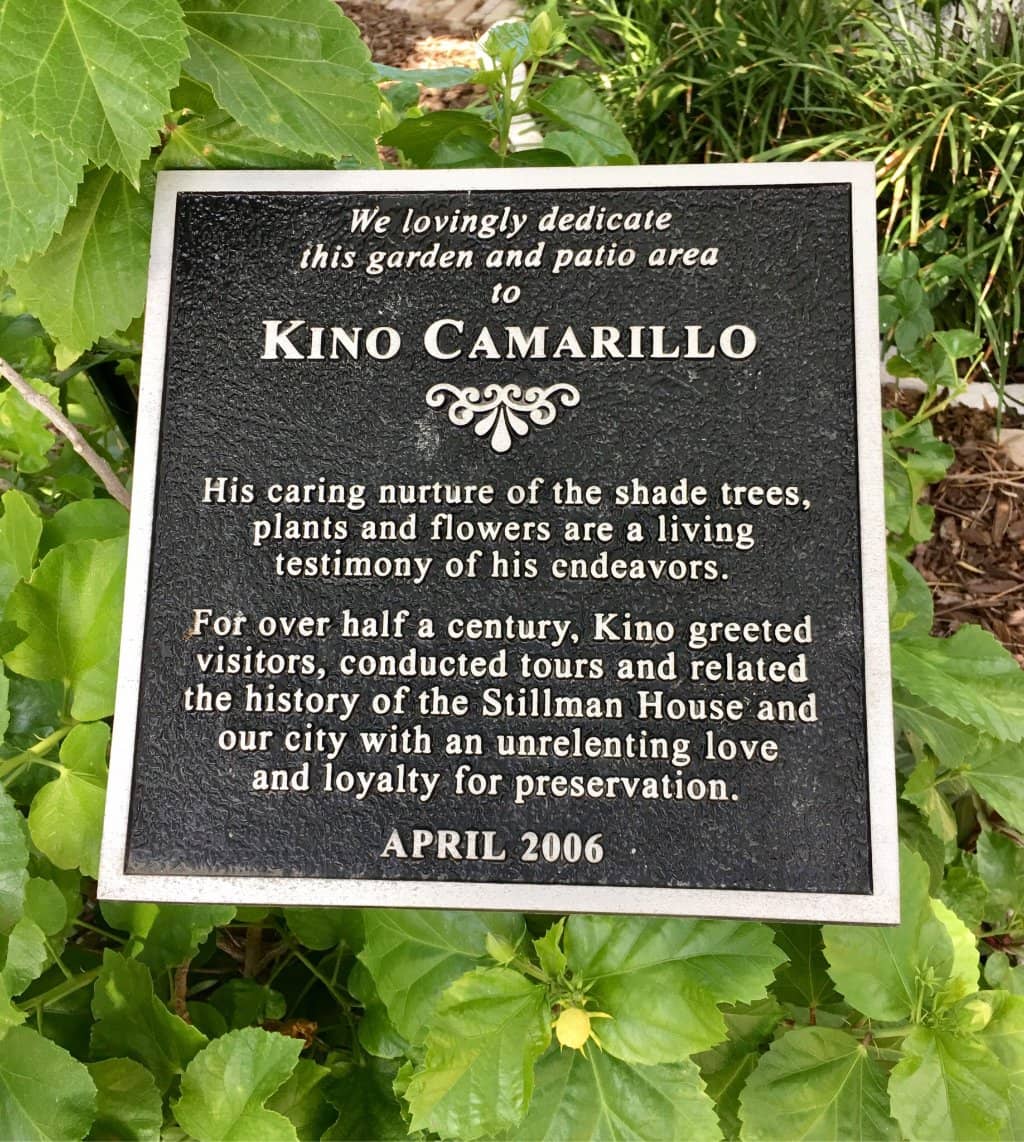 We lovingly dedicate
this garden and patio area
to
KINO CAMARILLO
His caring nurture of the shade trees,
plants and flowers are a living
testimony of his endeavors.
For over half a century, Kino greeted
visitors, conducted tours and related
the history of the Stillman House and
our city with an unrelenting love
and loyalty for preservation.
APRIL 2006